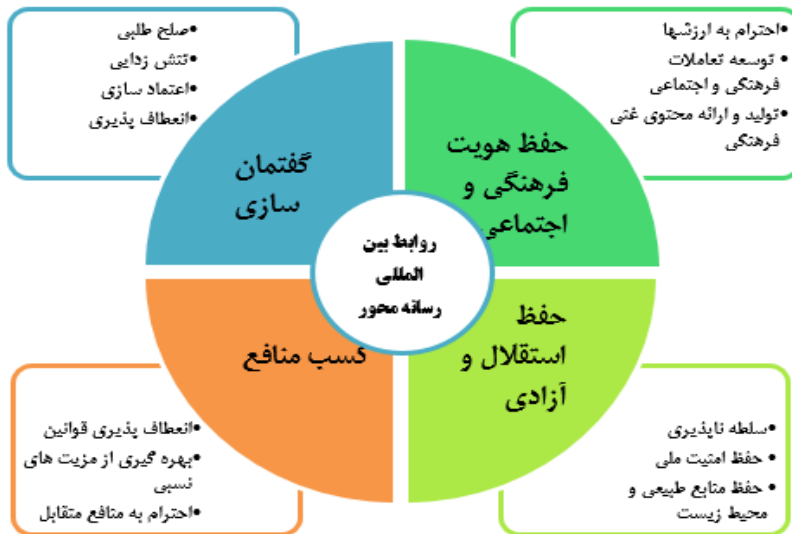 •احترام به ارزشها
• توسعه تعاملات
فرهنگی و اجتماعی
•تولید و ارائه محتوی غنی
فرهنگی
•صلح طلبی
•تنش زدایی
•اعتماد سازی
•انعطاف پذیری
حفظ هویت
فرهنگی و
اجتماعی
گفتمان
سازی
روابط بین
المللی
رسانه محور
حفظ
استقلال و
آزادی
کسب منافع
•سلطه ناپذیری
• حفظ امنیت ملی
• حفظ منابع طبیعی و
محیط زیست
•انعطاف پذیری قوانین
•بهره گیری از مزیت های
نسبی
•احترام به منافع متقابل